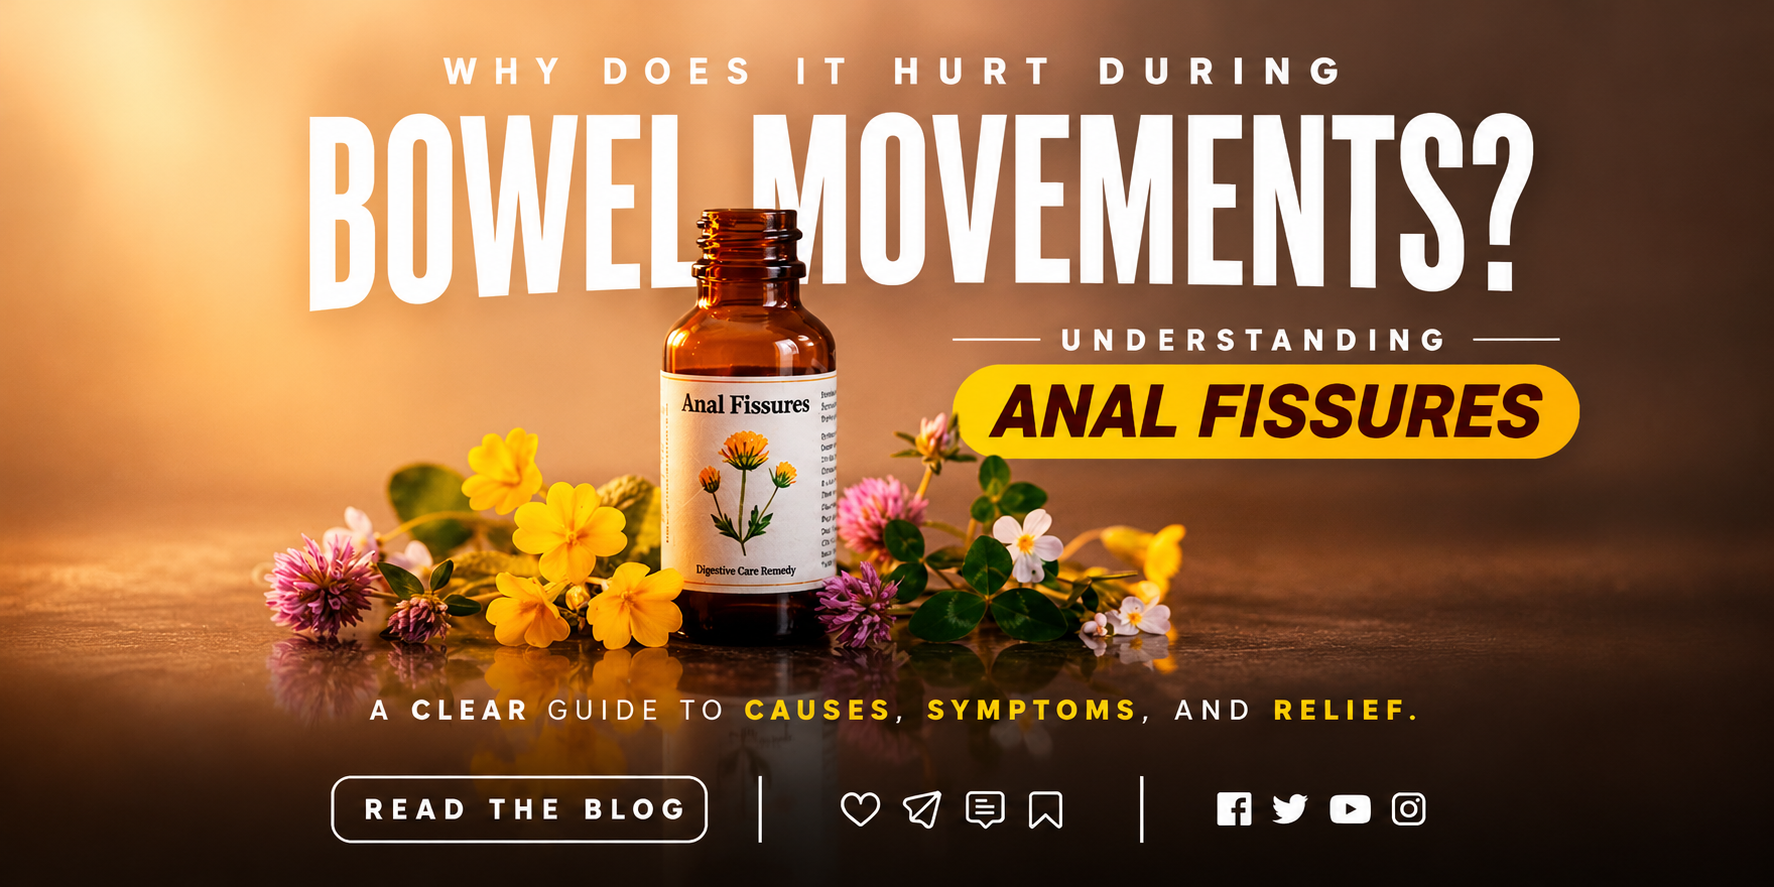 WHY DOES IT HURT DURING
BOWEL MOVEMENTS?
UNDERSTANDING
ANAL FISSURES
Anal Fissures
Digestive Care Remedy
A CLEAR GUIDE TO CAUSES, SYMPTOMS, AND RELIEF.
READ THE BLOG